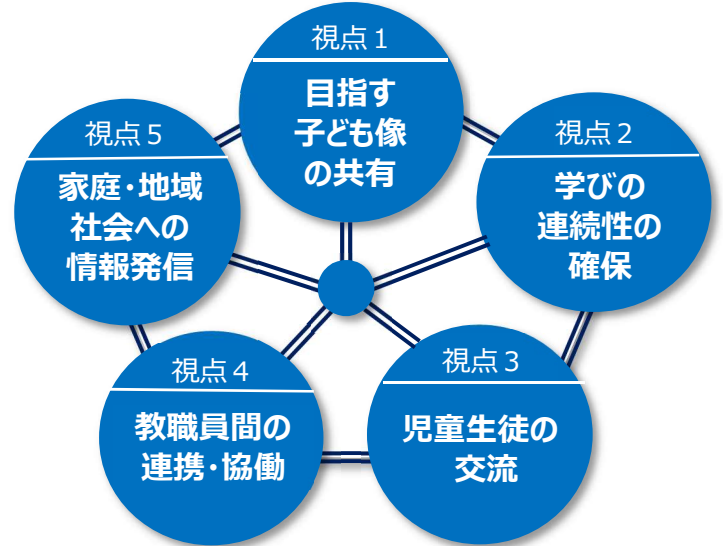 視点1
目指す
子ども像
の共有
視点2
学びの
連続性の
確保
視点3
児童生徒の
交流
視点4
教職員間の
連携・協働
視点5
家庭・地域
社会への
情報発信